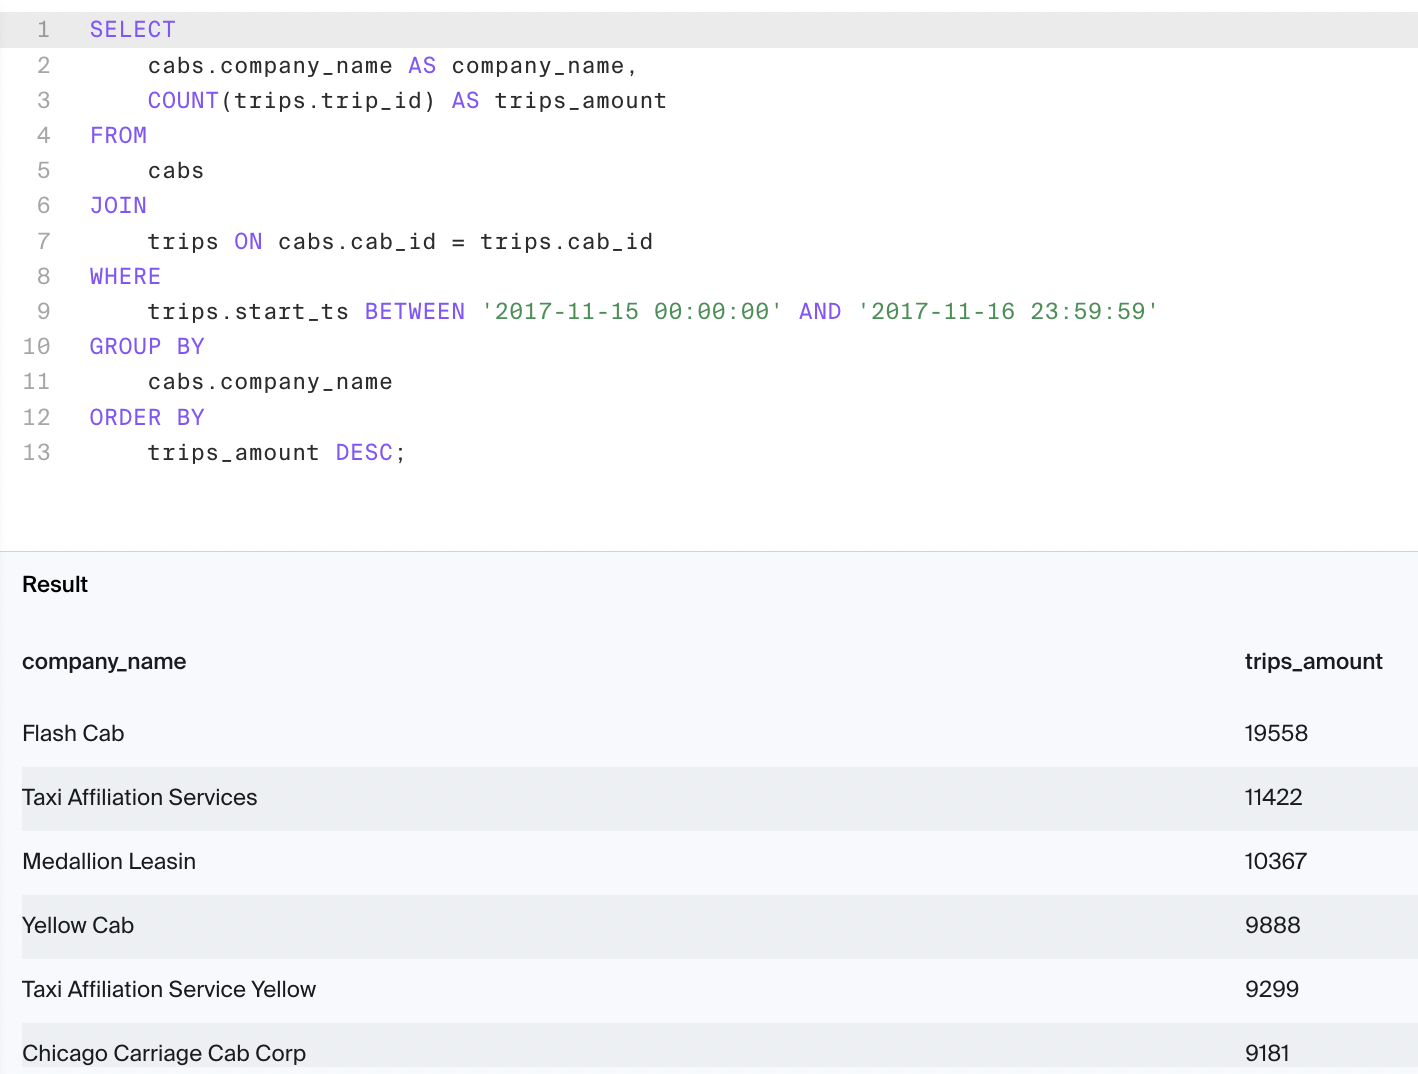 1 SELECT
2 cabs.company_name AS company_name,
3 COUNT(trips.trip_id) AS trips_amount
4 FROM
5 cabs
6 JOIN
7 trips ON cabs.cab_id = trips.cab_id
8 WHERE
9 trips.start_ts BETWEEN '2017-11-15 00:00:00' AND '2017-11-16 23:59:59'
10 GROUP BY
11 cabs.company_name
12 ORDER BY
13 trips_amount DESC;
Result
company_name trips_amount
Flash Cab 19558
Taxi Affiliation Services 11422
Medallion Leasin 10367
Yellow Cab 9888
Taxi Affiliation Service Yellow 9299
Chicago Carriage Cab Corp 9181